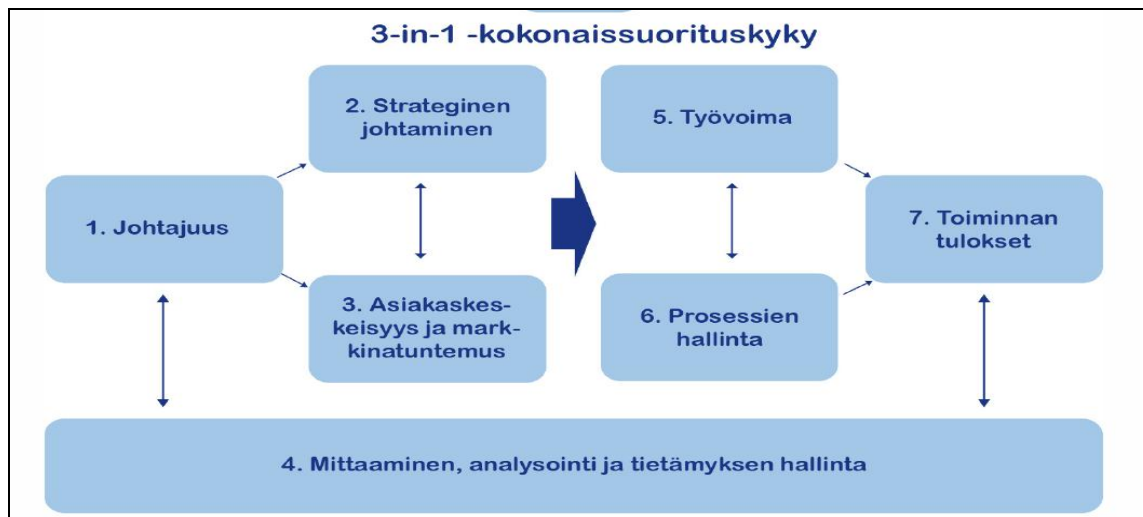 3-in-1 -kokonaissuorituskyky
2. Strateginen
johtaminen
5. Työvoima
1. Johtajuus
7. Toiminnan
tulokset
3. Asiakaskes-
keisyys ja mark-
kinatuntemus
6. Prosessien
hallinta
4. Mittaaminen, analysointi ja tietämyksen hallinta